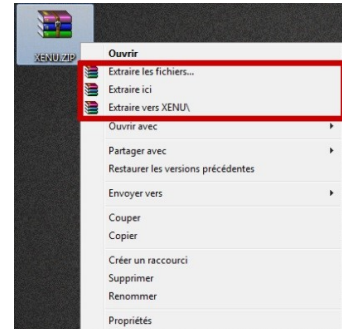 XENU.ZIP
Ouvrir
Extraire les fichiers...
Extraire ici
Extraire vers XENU\
Ouvrir avec
Partager avec
Restaurer les versions précédentes
Envoyer vers
Couper
Copier
Créer un raccourci
Supprimer
Renommer
Propriétés